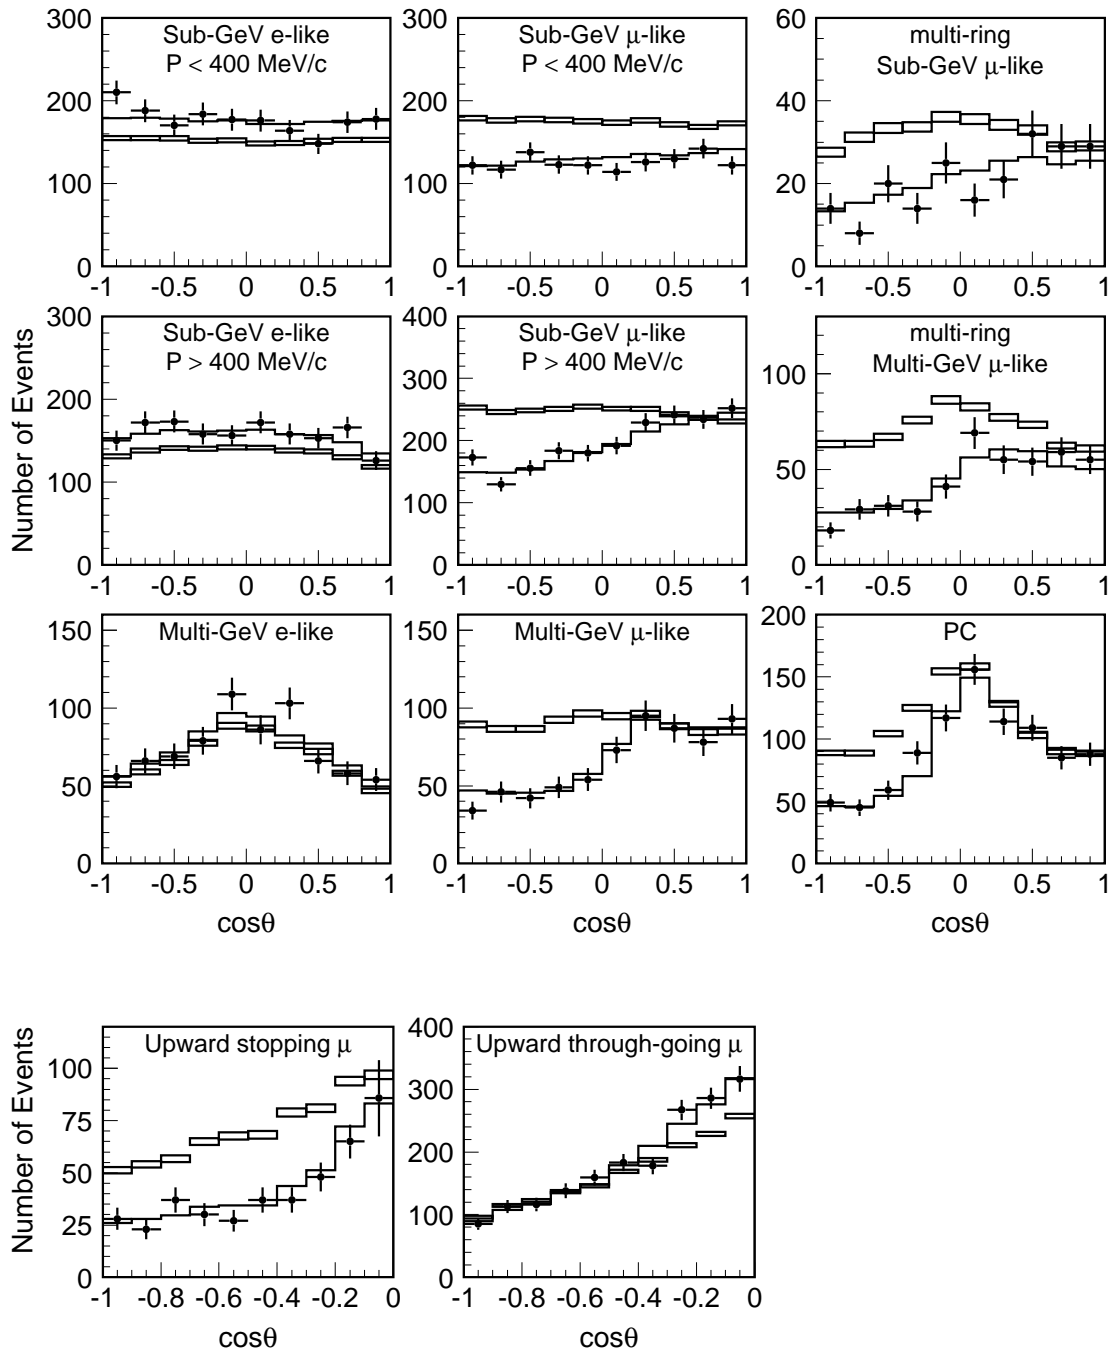 Sub-GeV e-like
P < 400 MeV/c
300
200
100
0
-1 -0.5 0 0.5 1
Sub-GeV μ-like
P < 400 MeV/c
300
200
100
0
-1 -0.5 0 0.5 1
multi-ring
Sub-GeV μ-like
60
40
20
0
-1 -0.5 0 0.5 1
Number of Events
Sub-GeV e-like
P > 400 MeV/c
300
200
100
0
-1 -0.5 0 0.5 1
Sub-GeV μ-like
P > 400 MeV/c
400
300
200
100
0
-1 -0.5 0 0.5 1
multi-ring
Multi-GeV μ-like
100
50
0
-1 -0.5 0 0.5 1
Multi-GeV e-like
150
100
50
0
-1 -0.5 0 0.5 1
cosθ
Multi-GeV μ-like
150
100
50
0
-1 -0.5 0 0.5 1
cosθ
PC
200
150
100
50
0
-1 -0.5 0 0.5 1
cosθ
Number of Events
Upward stopping μ
100
75
50
25
0
-1 -0.8 -0.6 -0.4 -0.2 0
cosθ
Upward through-going μ
400
300
200
100
0
-1 -0.8 -0.6 -0.4 -0.2 0
cosθ